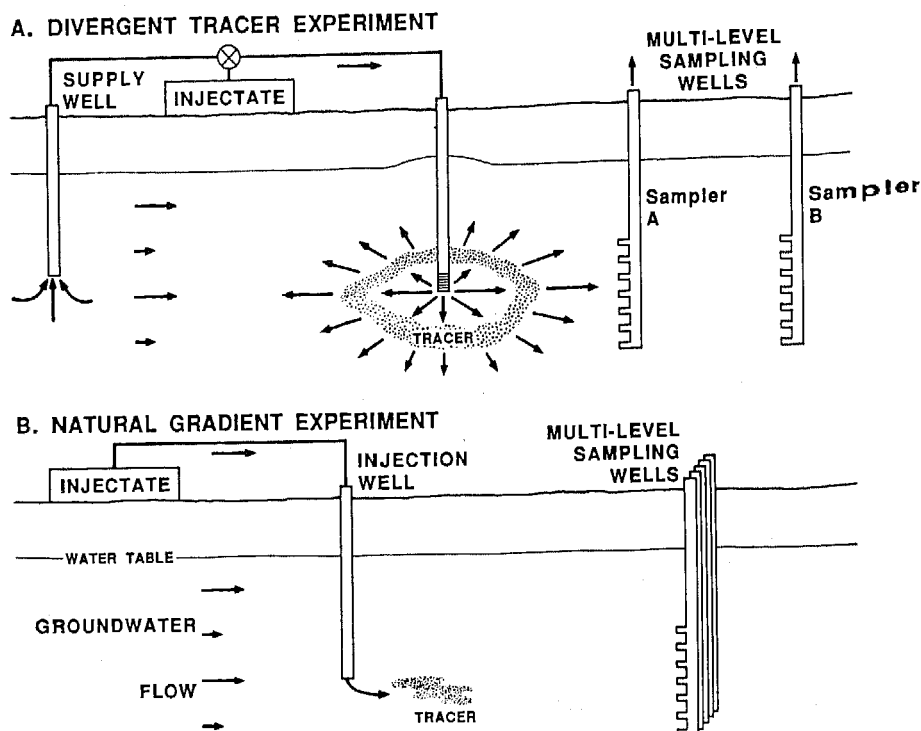 A. DIVERGENT TRACER EXPERIMENT
SUPPLY
WELL
INJECTATE
MULTI-LEVEL
SAMPLING
WELLS
Sampler
A
Sampler
B
TRACER
B. NATURAL GRADIENT EXPERIMENT
INJECTATE
INJECTION
WELL
MULTI-LEVEL
SAMPLING
WELLS
WATER TABLE
GROUNDWATER
FLOW
TRACER